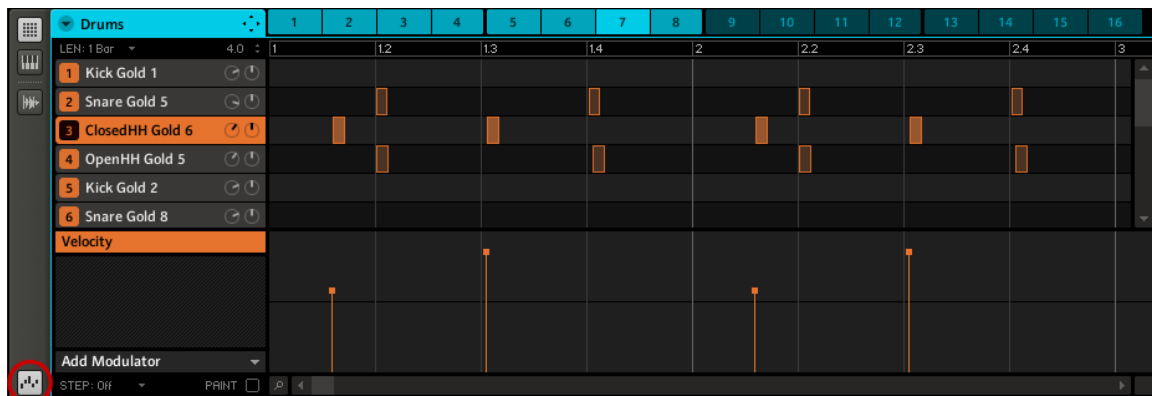 Drums 1 2 3 4 5 6 7 8 9 10 11 12 13 14 15 16
LEN: 1 Bar 4.0 1 1.2 1.3 1.4 2 2.2 2.3 2.4 3
1 Kick Gold 1
2 Snare Gold 5
3 ClosedHH Gold 6
4 OpenHH Gold 5
5 Kick Gold 2
6 Snare Gold 8
Velocity
Add Modulator
STEP: Off PAINT